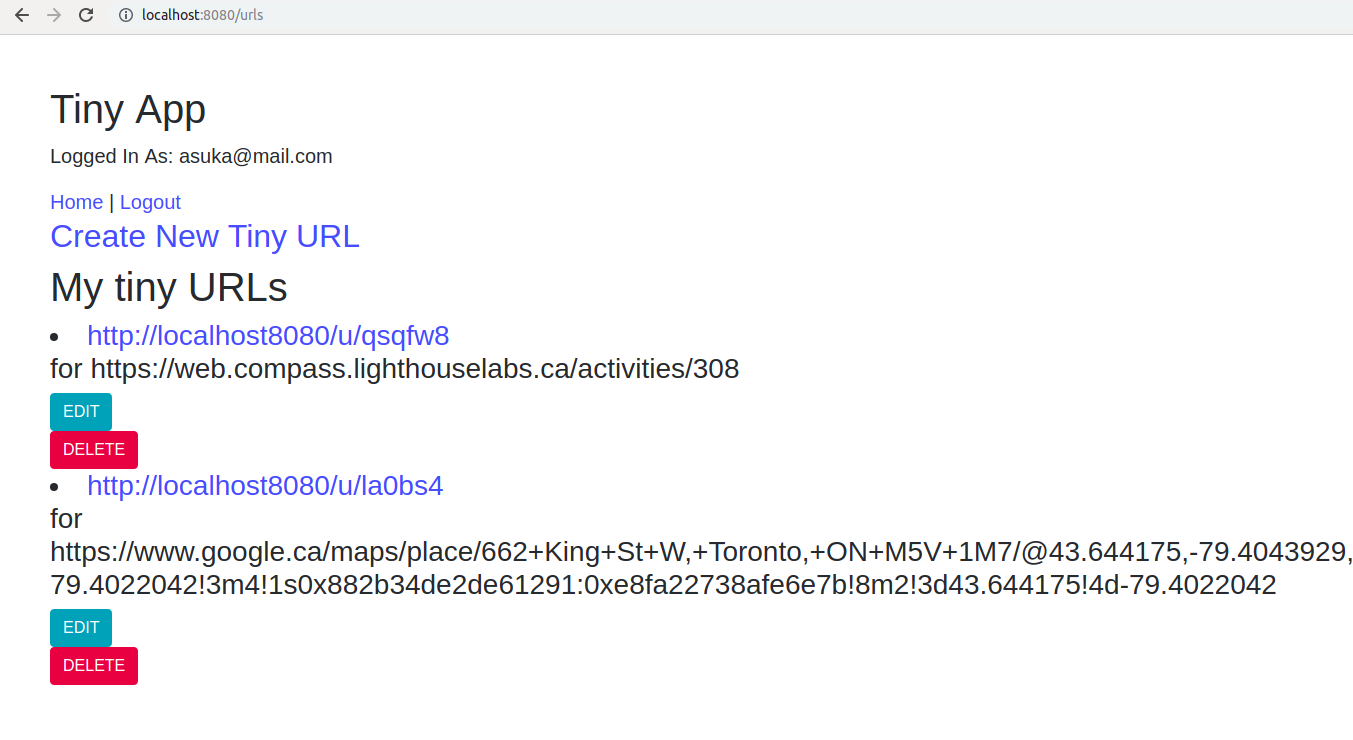 localhost:8080/urls
Tiny App
Logged In As: asuka@mail.com
Home | Logout
Create New Tiny URL
My tiny URLs
http://localhost8080/u/qsqfw8
for https://web.compass.lighthouselabs.ca/activities/308
EDIT
DELETE
http://localhost8080/u/la0bs4
for
https://www.google.ca/maps/place/662+King+St+W,+Toronto,+ON+M5V+1M7/@43.644175,-79.4043929,
79.4022042!3m4!1s0x882b34de2de61291:0xe8fa22738afe6e7b!8m2!3d43.644175!4d-79.4022042
EDIT
DELETE